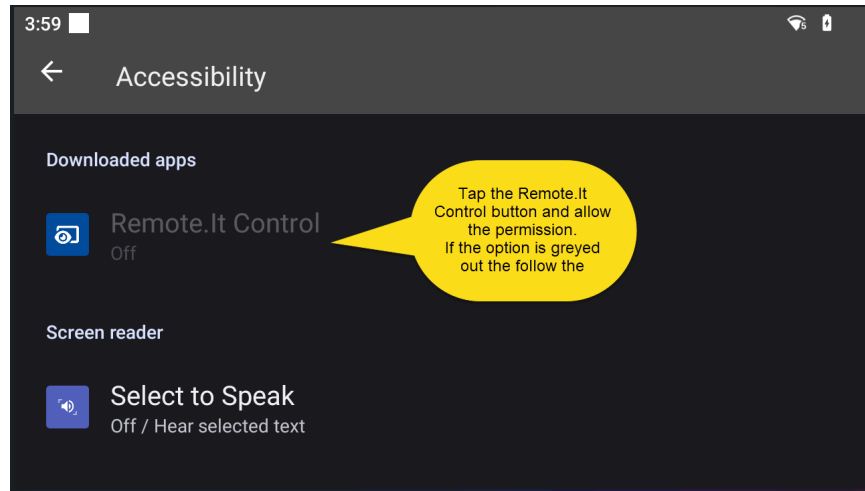 3:59
5
Accessibility
Downloaded apps
Remote.It Control
Off
Tap the Remote.It
Control button and allow
the permission.
If the option is greyed
out the follow the
Screen reader
Select to Speak
Off / Hear selected text